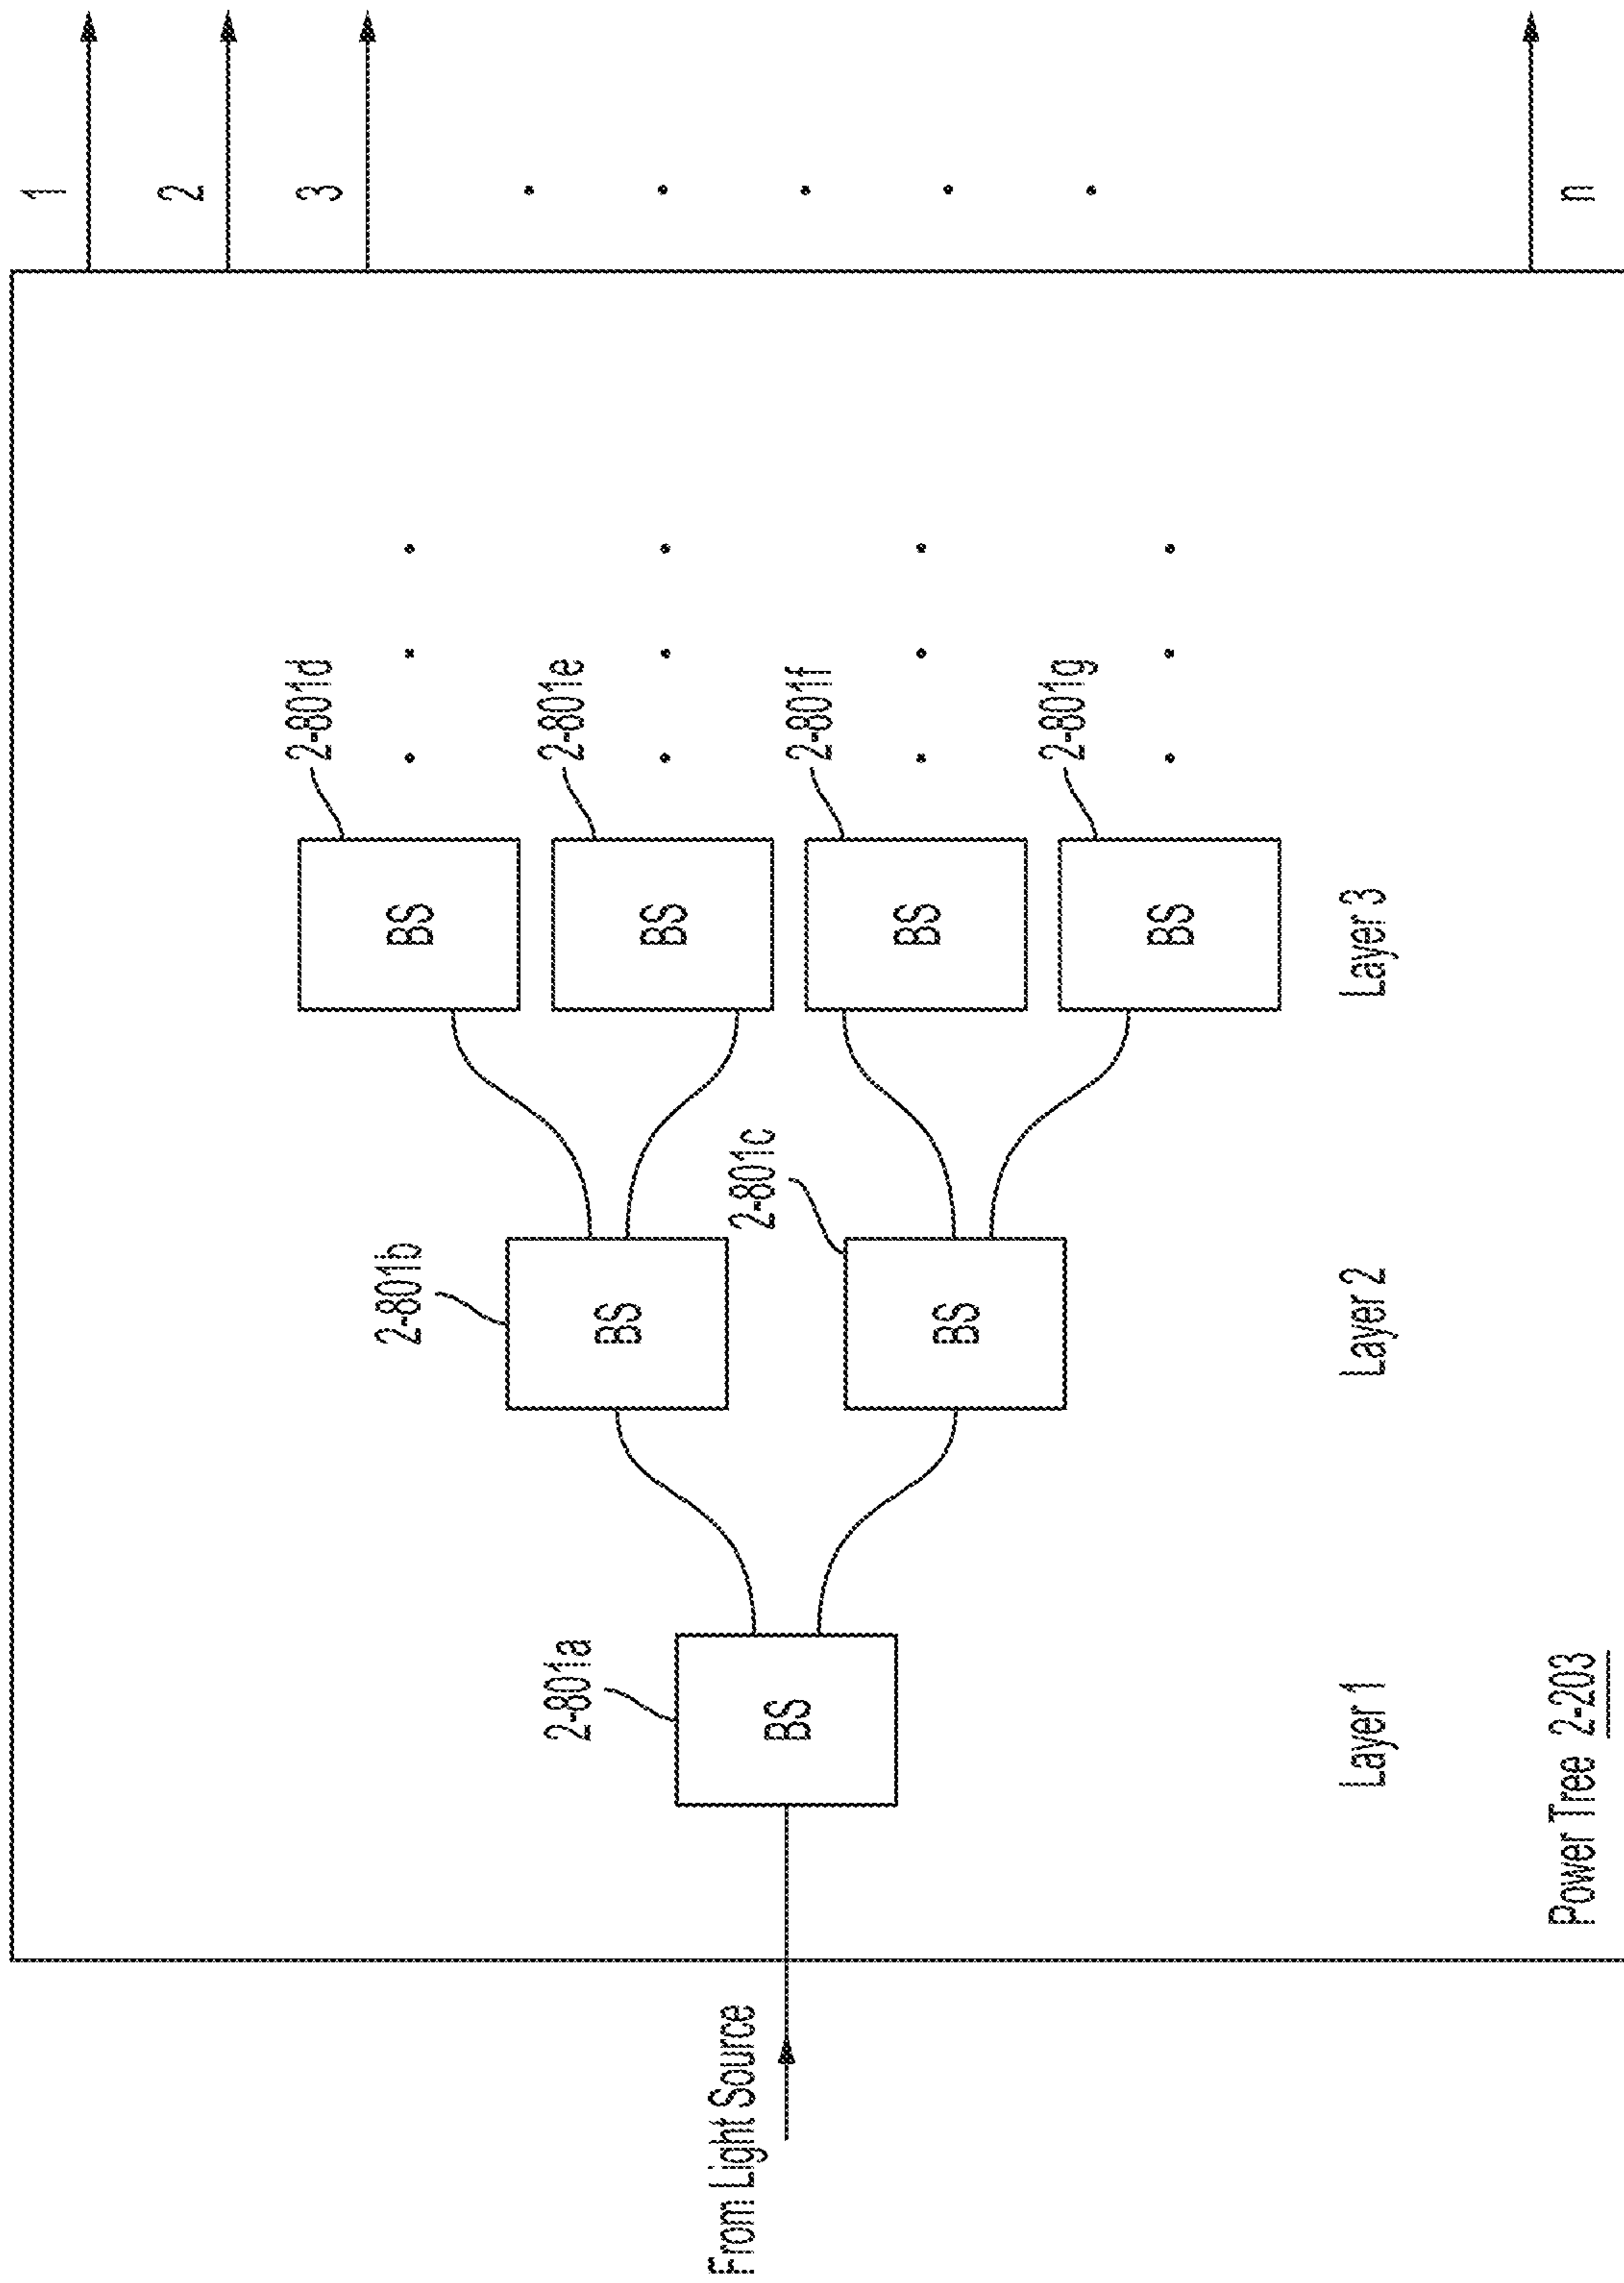 From Light Source
2-801a
BS
2-801b
BS
2-801c
BS
2-801d
BS
2-801e
BS
2-801f
BS
2-801g
BS
Layer 1
Layer 2
Layer 3
Power Tree 2-203
1
2
3
n